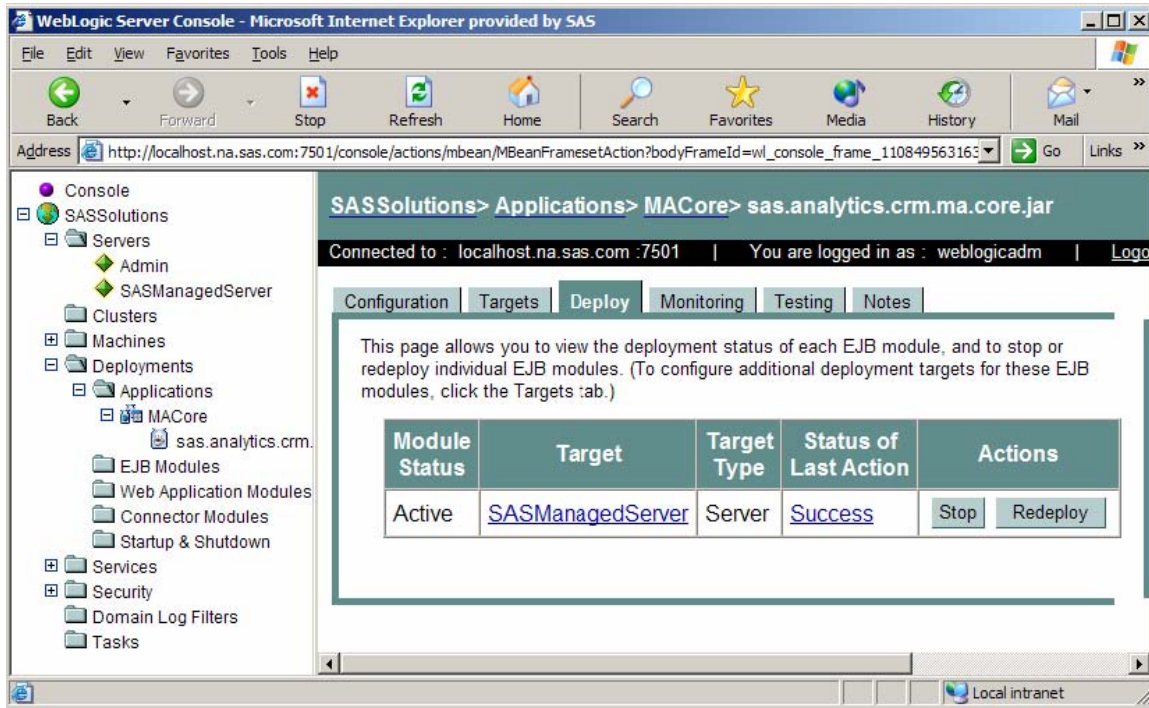 WebLogic Server Console - Microsoft Internet Explorer provided by SAS
File Edit View Favorites Tools Help
Back Forward Stop Refresh Home Search Favorites Media History Mail »
Address http://localhost.na.sas.com:7501/console/actions/mbean/MBeanFramesetAction?bodyFrameId=wl_console_frame_110849563163 Go Links »
Console
SASSolutions
Servers
Admin
SASManagedServer
Clusters
Machines
Deployments
Applications
MACore
sas.analytics.crm.
EJB Modules
Web Application Modules
Connector Modules
Startup & Shutdown
Services
Security
Domain Log Filters
Tasks
SASSolutions> Applications> MACore> sas.analytics.crm.ma.core.jar
Connected to : localhost.na.sas.com :7501 | You are logged in as : weblogicadm | Logo
Configuration Targets Deploy Monitoring Testing Notes
This page allows you to view the deployment status of each EJB module, and to stop or
redeploy individual EJB modules. (To configure additional deployment targets for these EJB
modules, click the Targets tab.)
Module Status Target Target Type Status of Last Action Actions
Active SASManagedServer Server Success Stop Redeploy
Local intranet